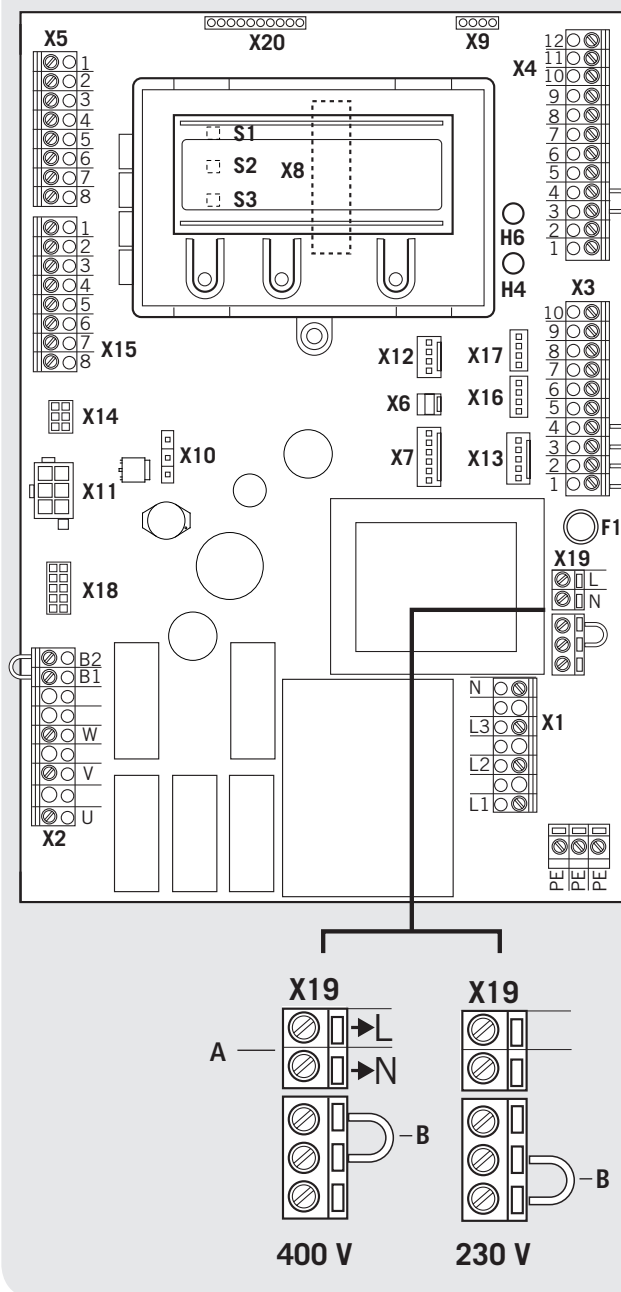 X20
X9
X5
1
2
3
4
5
6
7
8
X4
12
11
10
9
8
7
6
5
4
3
2
1
S1
S2
S3
X8
H6
H4
1
2
3
4
5
6
7
8
X15
X3
10
9
8
7
6
5
4
3
2
1
X12
X17
X6
X16
X7
X13
X14
X10
X11
X18
F1
X19
L
N
B2
B1
W
V
U
X2
N
L3
L2
L1
X1
PE
PE
PE
X19
X19
A
L
N
B
B
400 V
230 V